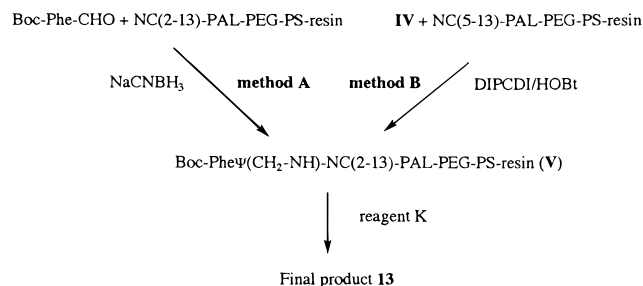 Boc-Phe-CHO + NC(2-13)-PAL-PEG-PS-resin
IV + NC(5-13)-PAL-PEG-PS-resin
NaCNBH₃
method A
method B
DIPCDI/HOBt
Boc-PheΨ(CH₂-NH)-NC(2-13)-PAL-PEG-PS-resin (V)
reagent K
Final product 13